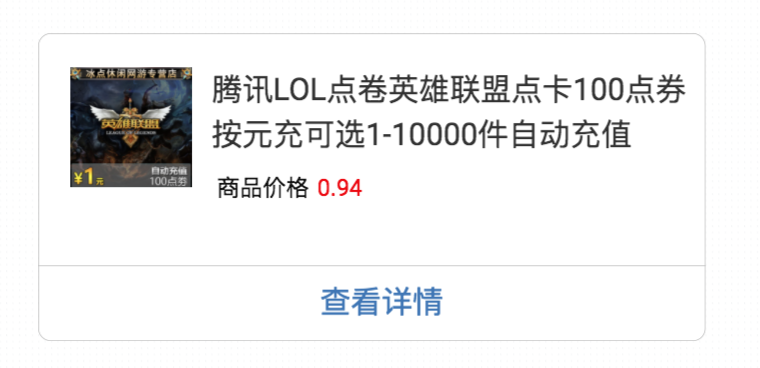 冰点休闲网游专营店
英雄联盟
LEAGUE OF LEGENDS
¥1元
自动充值
100点券
腾讯LOL点卷英雄联盟点卡100点券
按元充可选1-10000件自动充值
商品价格 0.94
查看详情